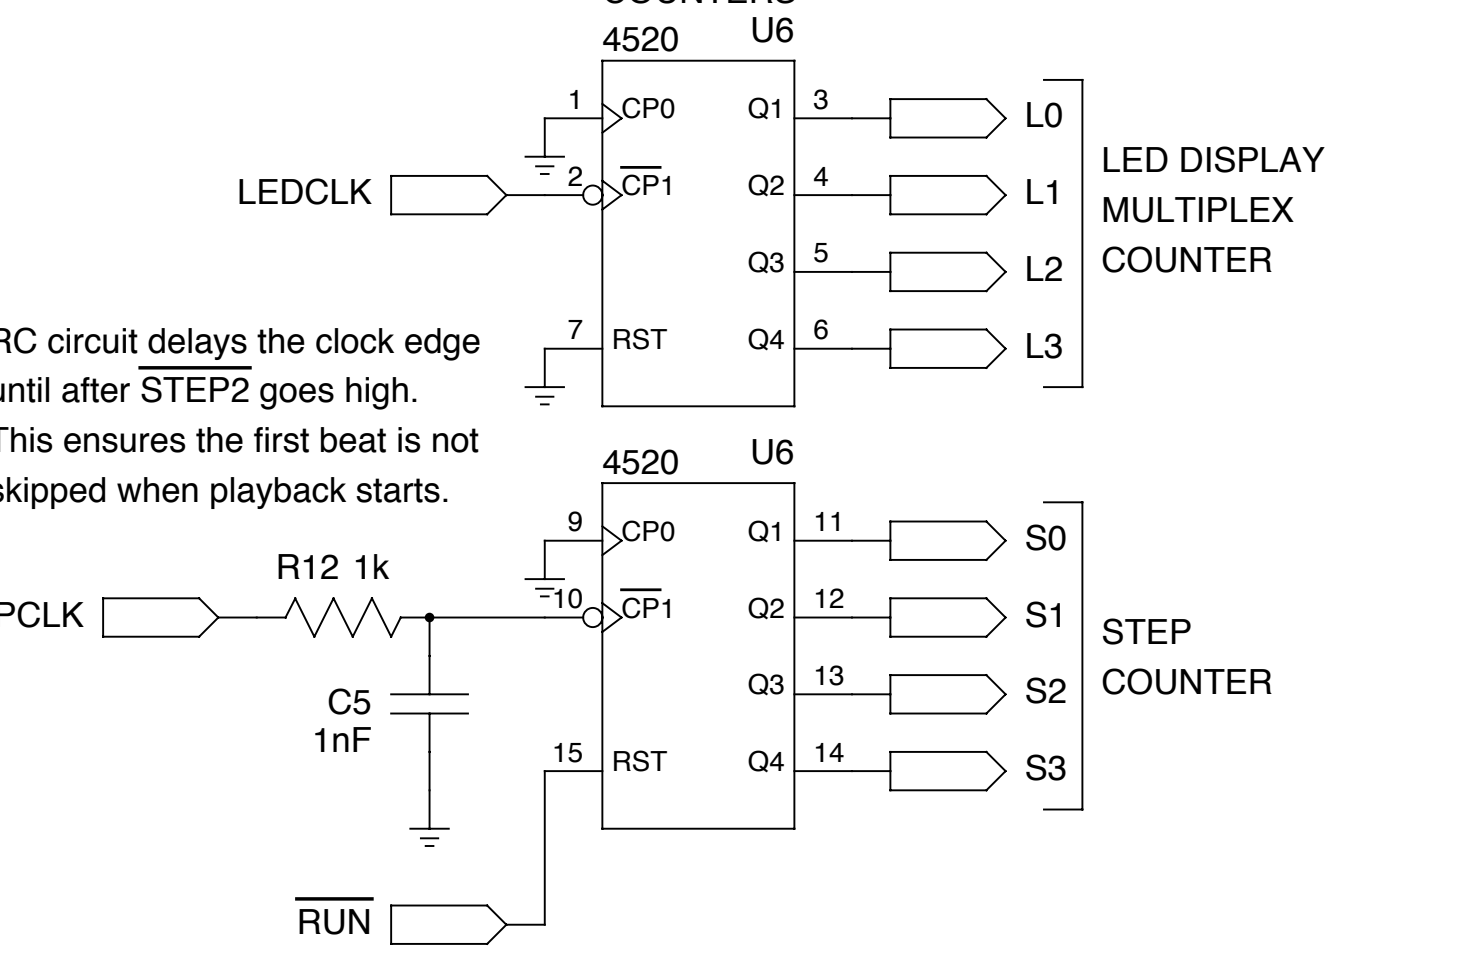 COUNTERS
4520 U6
1 CP0 Q1 3 L0
LEDCLK 2 CP1 Q2 4 L1
Q3 5 L2
7 RST Q4 6 L3
LED DISPLAY
MULTIPLEX
COUNTER
RC circuit delays the clock edge
until after STEP2 goes high.
This ensures the first beat is not
skipped when playback starts.
4520 U6
9 CP0 Q1 11 S0
R12 1k
PCLK 10 CP1 Q2 12 S1
Q3 13 S2
C5
1nF
15 RST Q4 14 S3
STEP
COUNTER
RUN